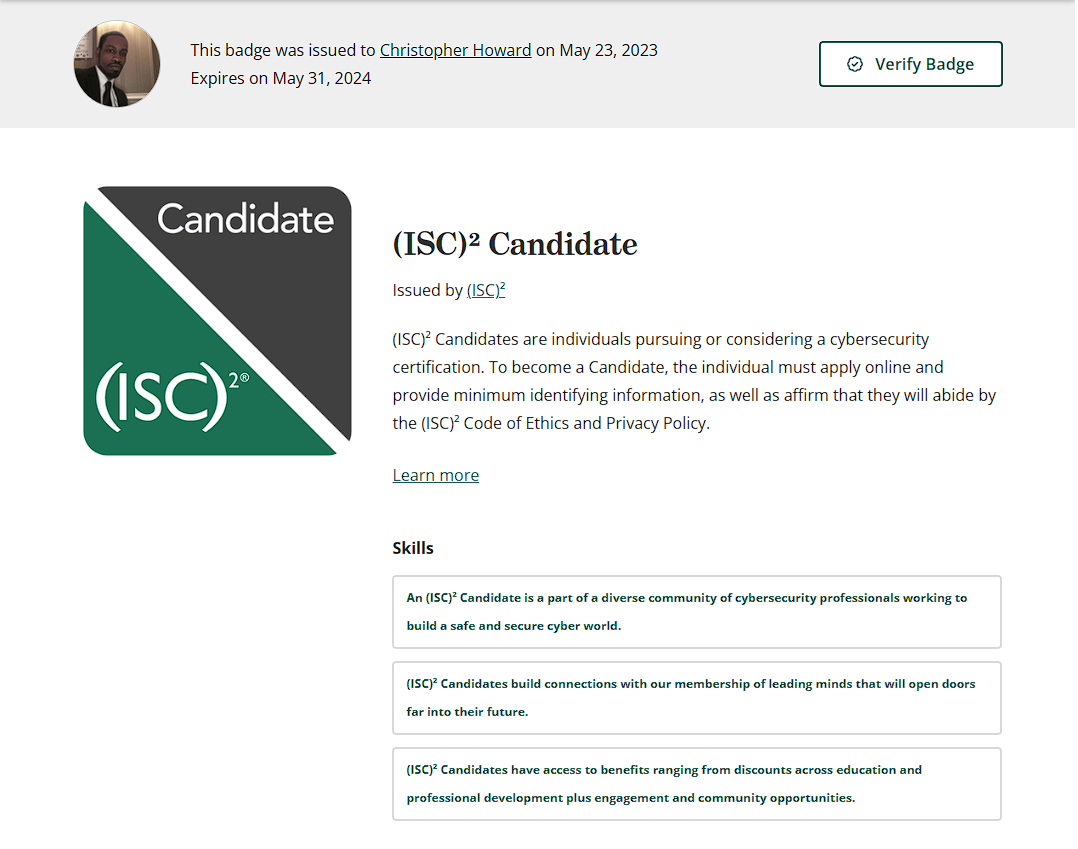 This badge was issued to Christopher Howard on May 23, 2023
Expires on May 31, 2024
Verify Badge
Candidate
(ISC)²®
(ISC)² Candidate
Issued by (ISC)²
(ISC)² Candidates are individuals pursuing or considering a cybersecurity
certification. To become a Candidate, the individual must apply online and
provide minimum identifying information, as well as affirm that they will abide by
the (ISC)² Code of Ethics and Privacy Policy.
Learn more
Skills
An (ISC)² Candidate is a part of a diverse community of cybersecurity professionals working to
build a safe and secure cyber world.
(ISC)² Candidates build connections with our membership of leading minds that will open doors
far into their future.
(ISC)² Candidates have access to benefits ranging from discounts across education and
professional development plus engagement and community opportunities.